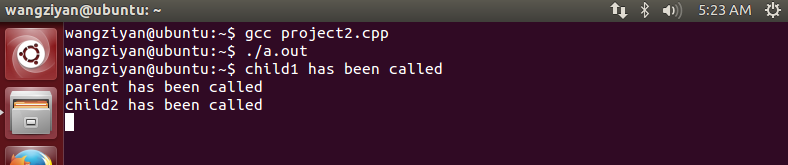 wangziyan@ubuntu: ~
5:23 AM
wangziyan@ubuntu:~$ gcc project2.cpp
wangziyan@ubuntu:~$ ./a.out
wangziyan@ubuntu:~$ child1 has been called
parent has been called
child2 has been called